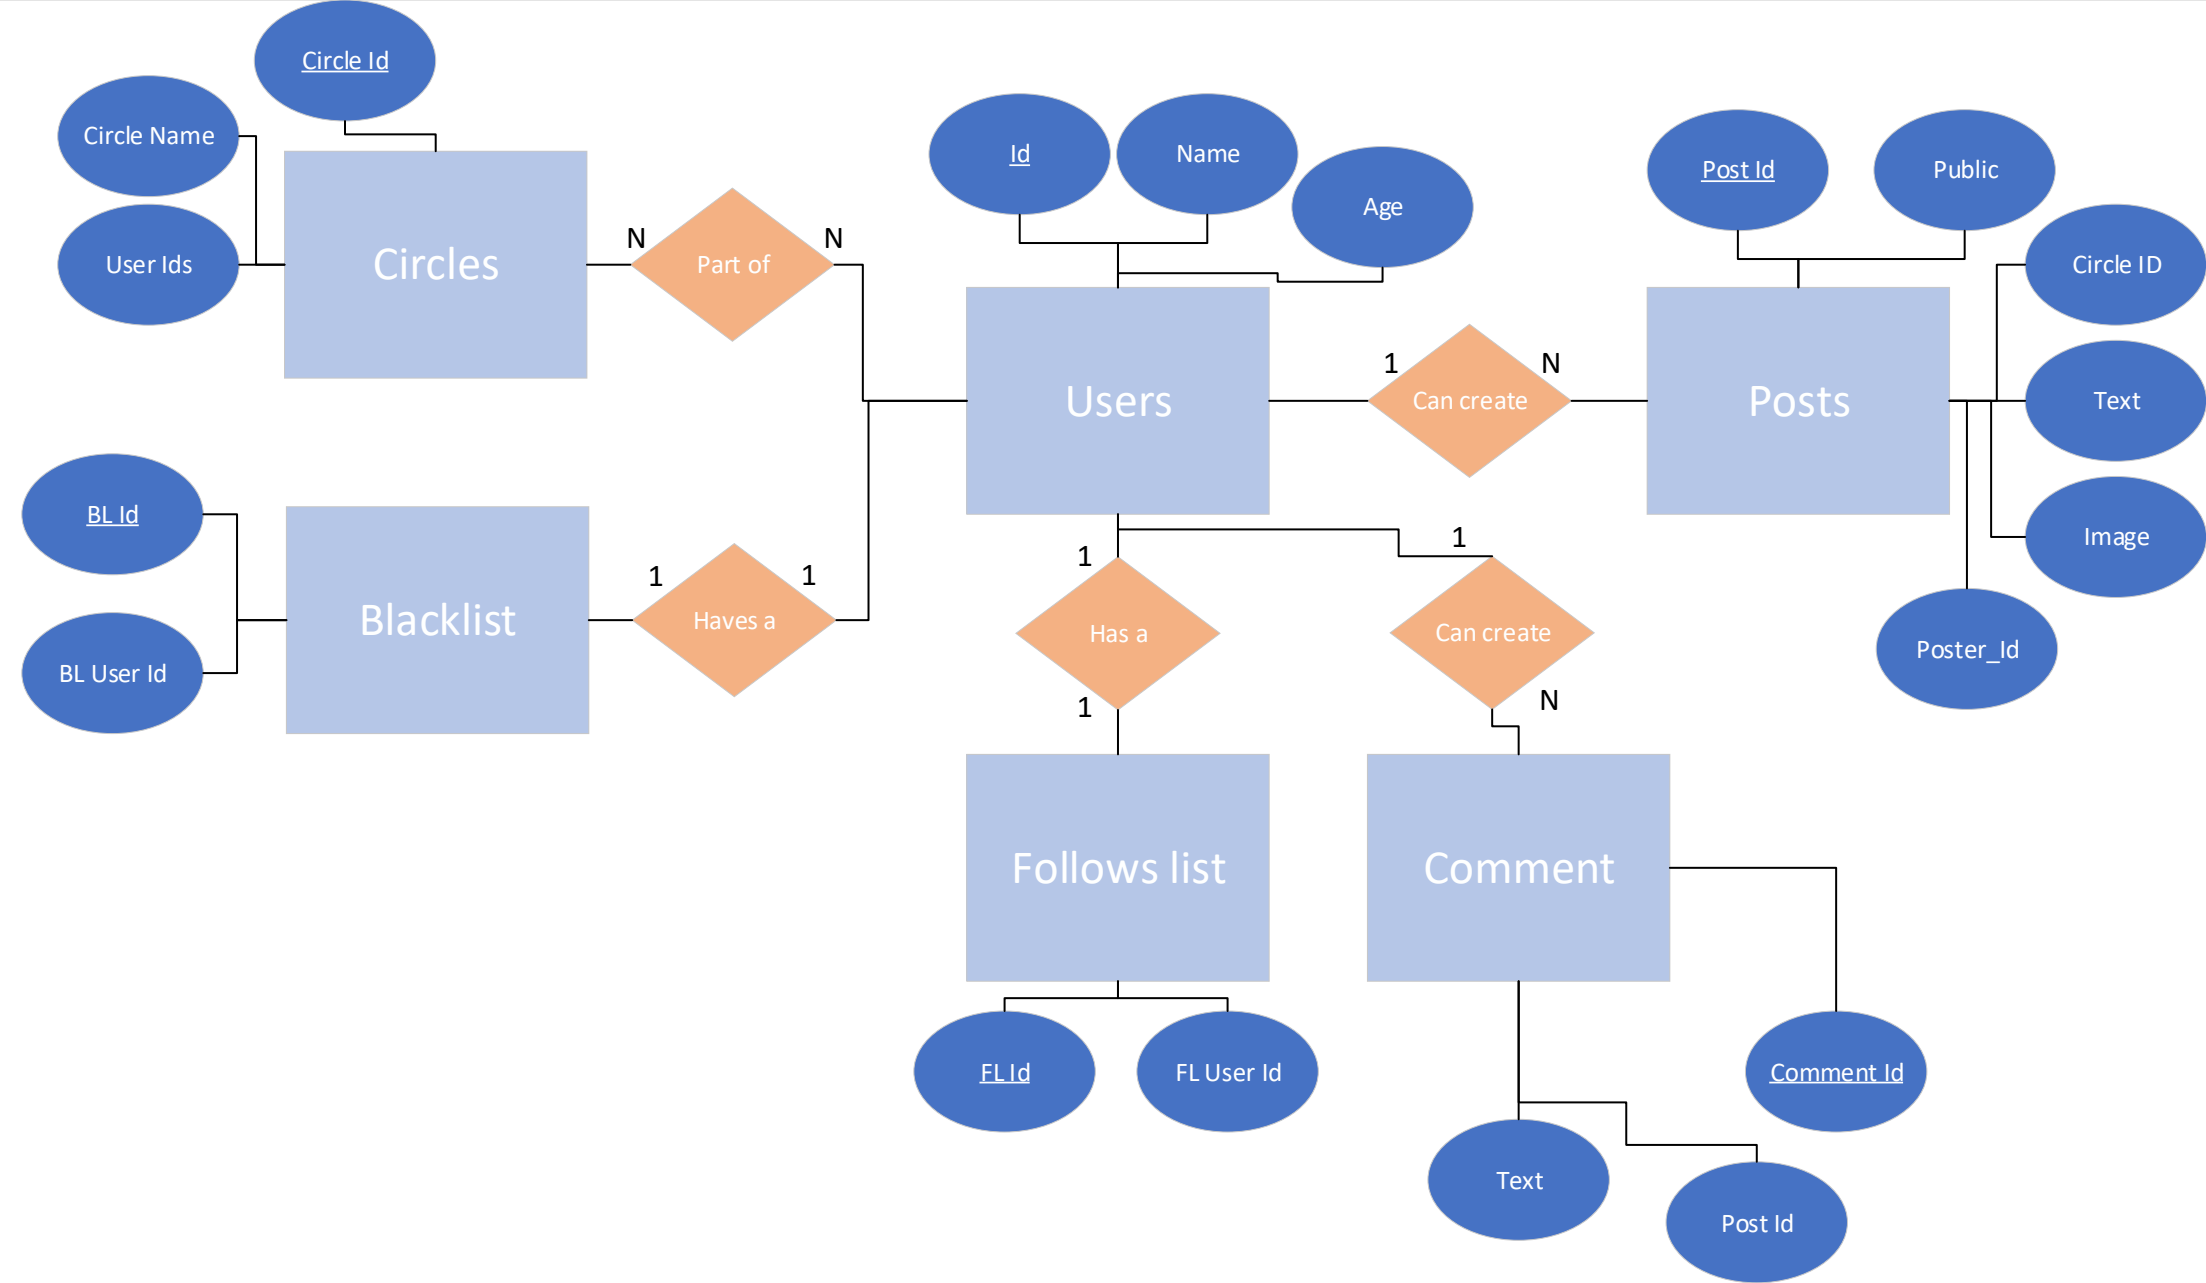 Circle Id
Circle Name
User Ids
Circles
N
Part of
N
Id
Name
Age
Users
1
Can create
N
Post Id
Public
Posts
Circle ID
Text
Image
Poster_Id
BL Id
BL User Id
Blacklist
1
Haves a
1
1
Has a
1
1
Can create
N
Follows list
FL Id
FL User Id
Comment
Comment Id
Text
Post Id